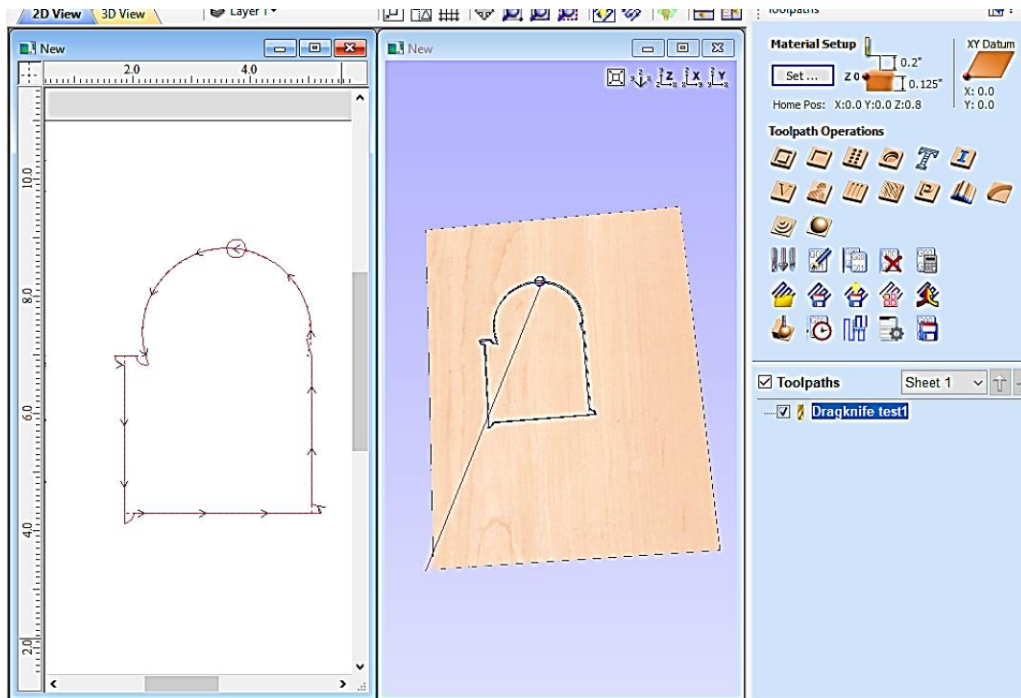 2D View
3D View
Layer 1
New
2.0
4.0
10.0
8.0
6.0
4.0
2.0
New
Z
X
Y
Toolpaths
Material Setup
Set ...
Z 0
0.2"
0.125"
Home Pos: X:0.0 Y:0.0 Z:0.8
XY Datum
X: 0.0
Y: 0.0
Toolpath Operations
Toolpaths
Sheet 1
Dragknife test1